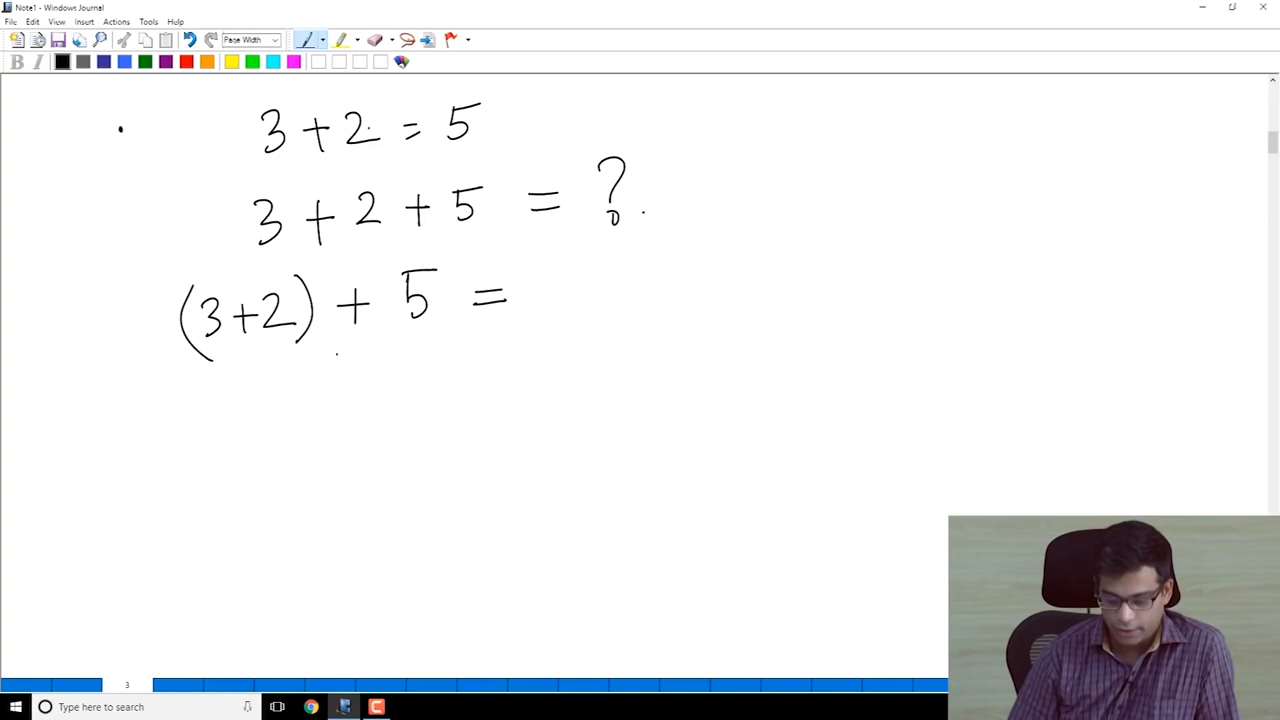 Note1 - Windows Journal
File Edit View Insert Actions Tools Help
Page Width
B I
3 + 2 = 5
3 + 2 + 5 = ?
(3+2) + 5 =
3
Type here to search